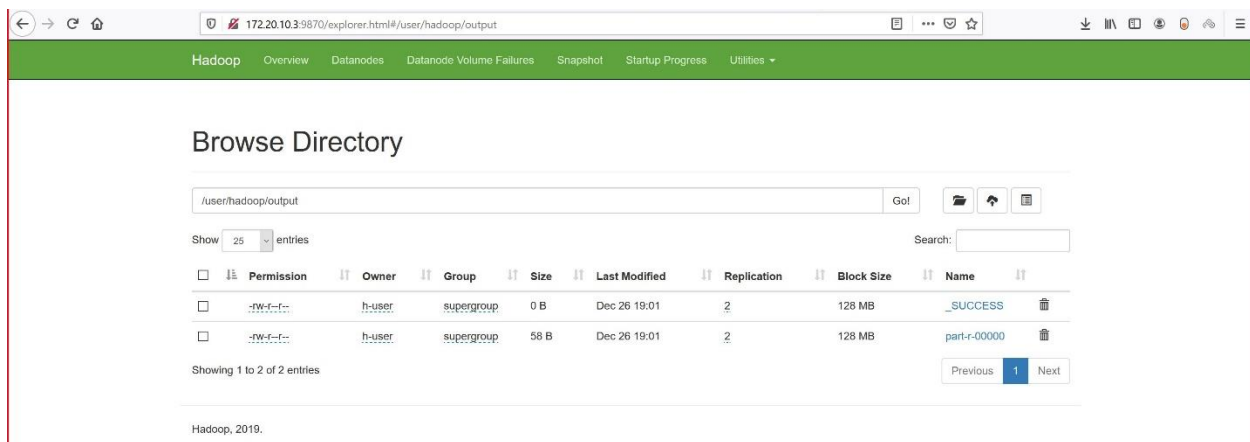 172.20.10.3:9870/explorer.html#/user/hadoop/output
Hadoop Overview Datanodes Datanode Volume Failures Snapshot Startup Progress Utilities
Browse Directory
/user/hadoop/output Go!
Show 25 entries Search:
Permission Owner Group Size Last Modified Replication Block Size Name
-rw-r--r-- h-user supergroup 0 B Dec 26 19:01 2 128 MB _SUCCESS
-rw-r--r-- h-user supergroup 58 B Dec 26 19:01 2 128 MB part-r-00000
Showing 1 to 2 of 2 entries Previous 1 Next
Hadoop, 2019.